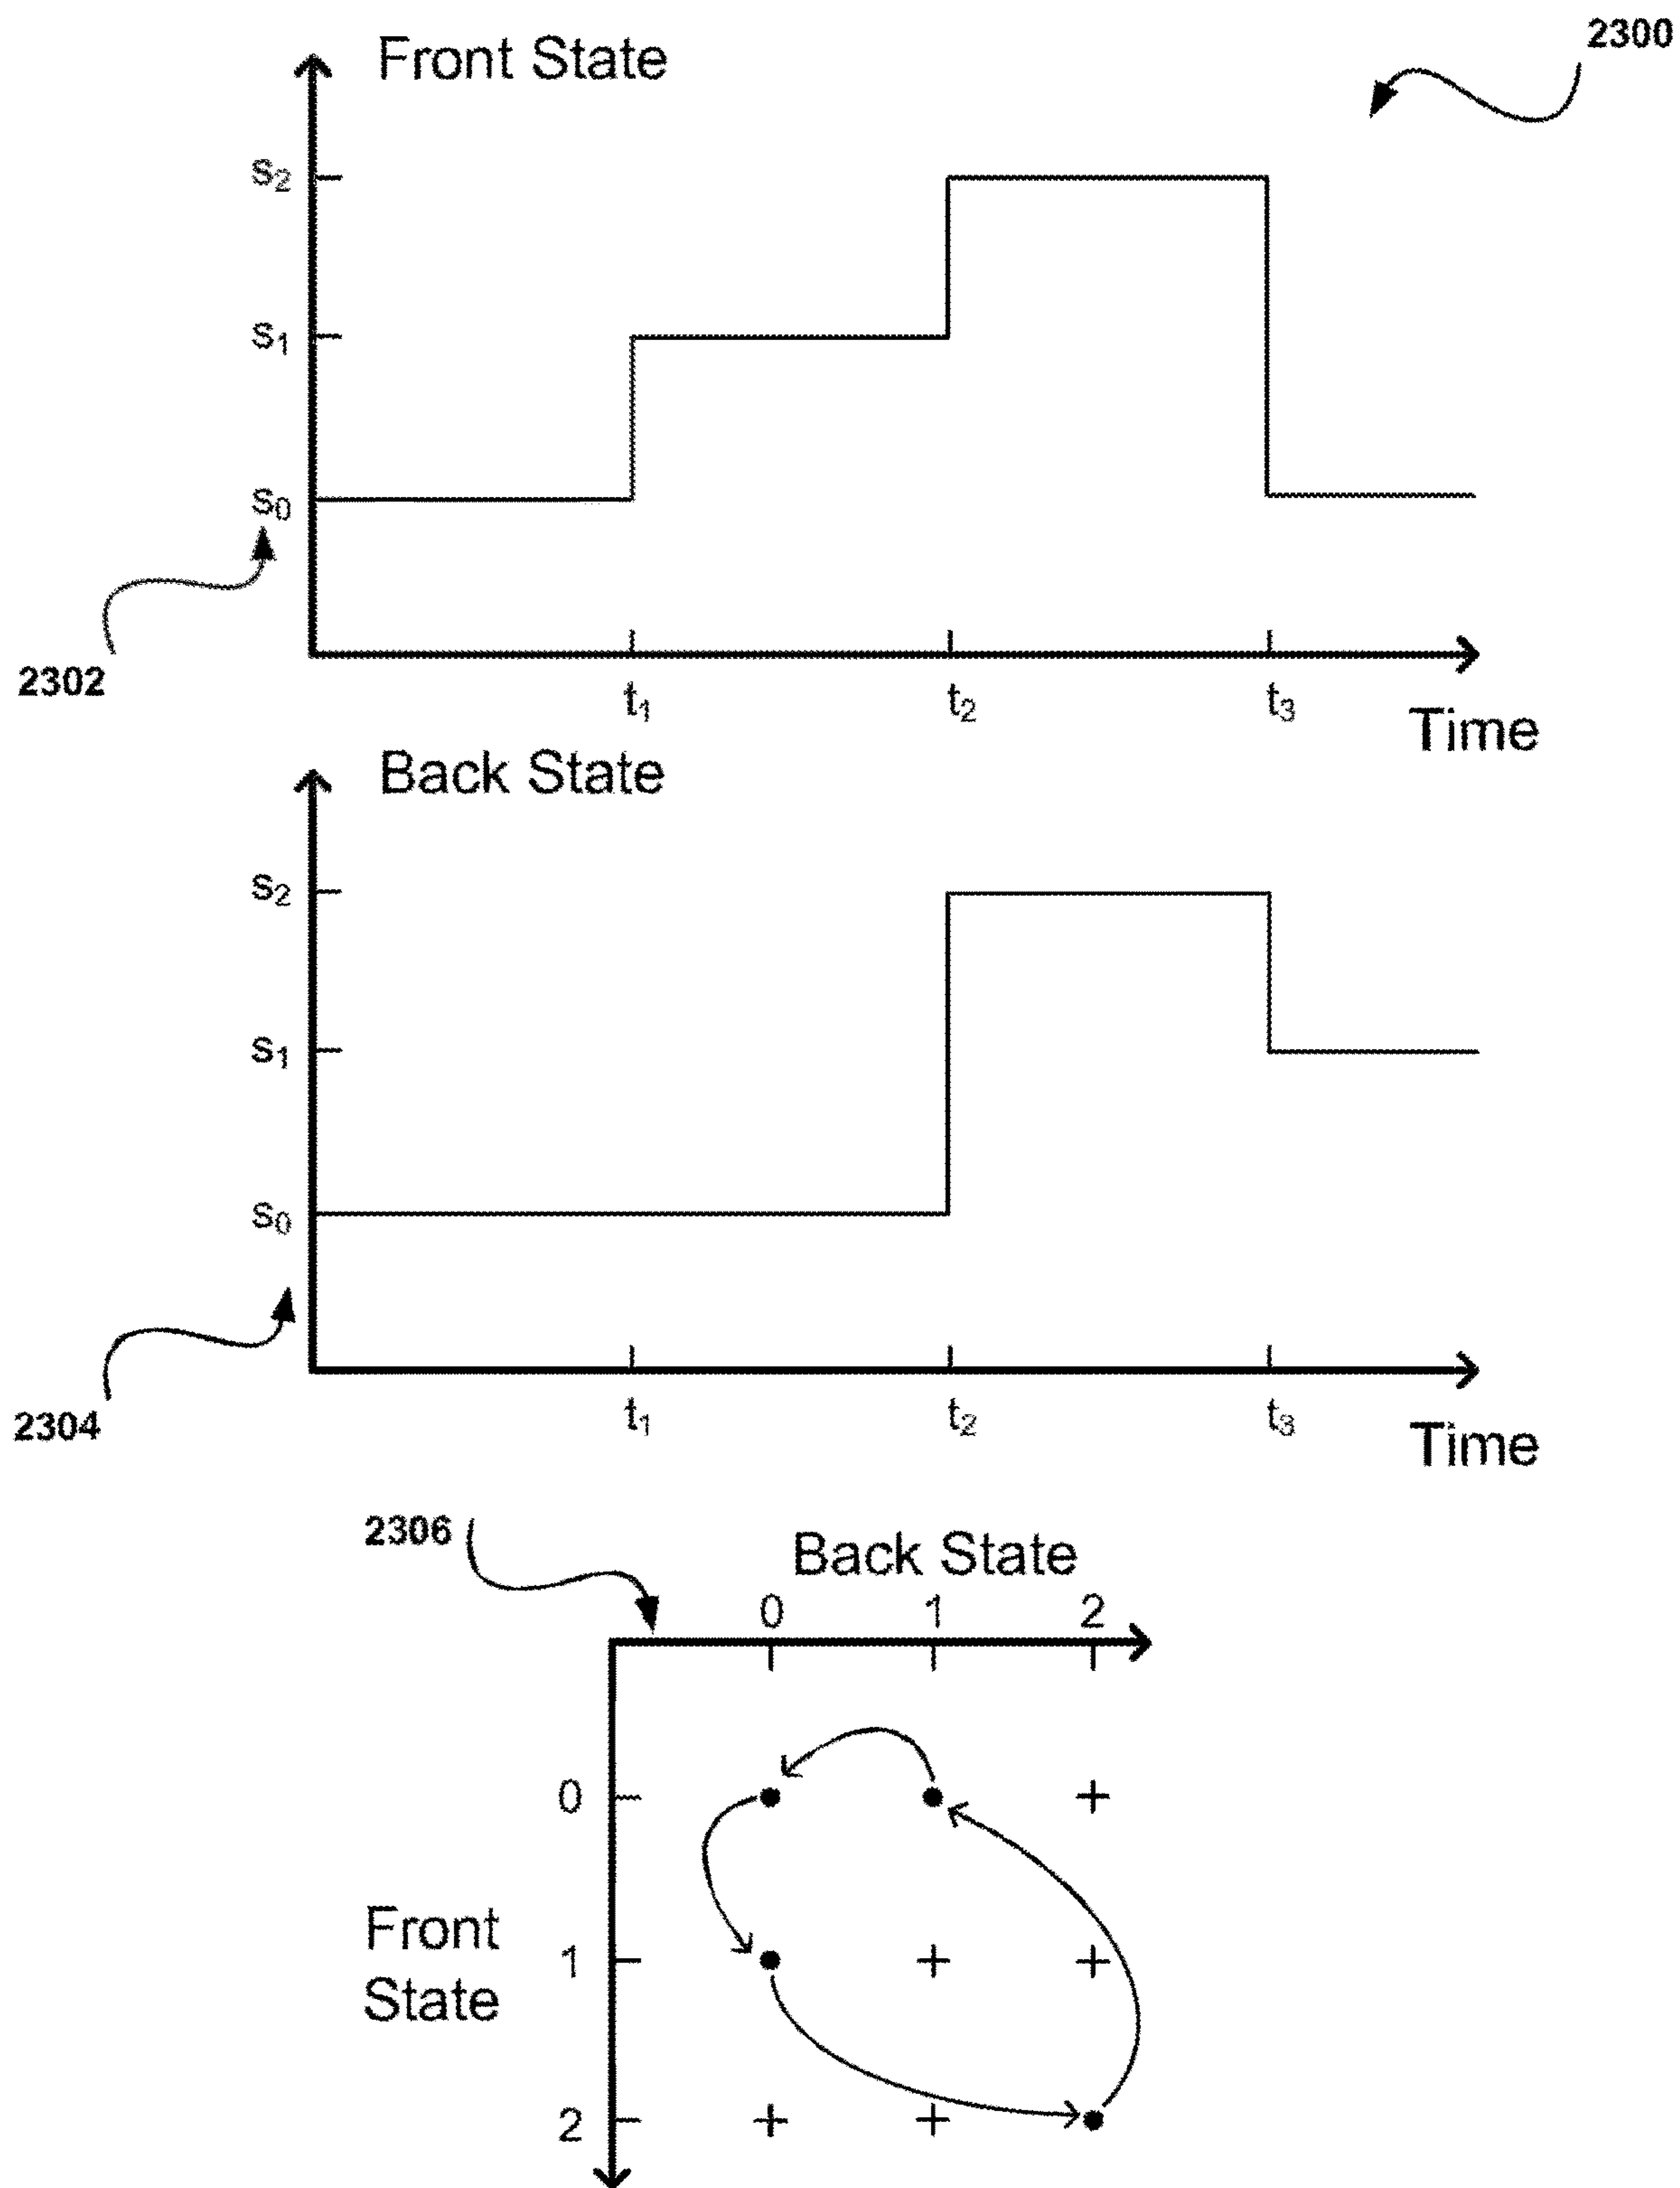 2300
Front State
s₂
s₁
s₀
2302
t₁ t₂ t₃
Time
Back State
s₂
s₁
s₀
2304
t₁ t₂ t₃
Time
2306
Back State
0 1 2
0
Front
State
1
2